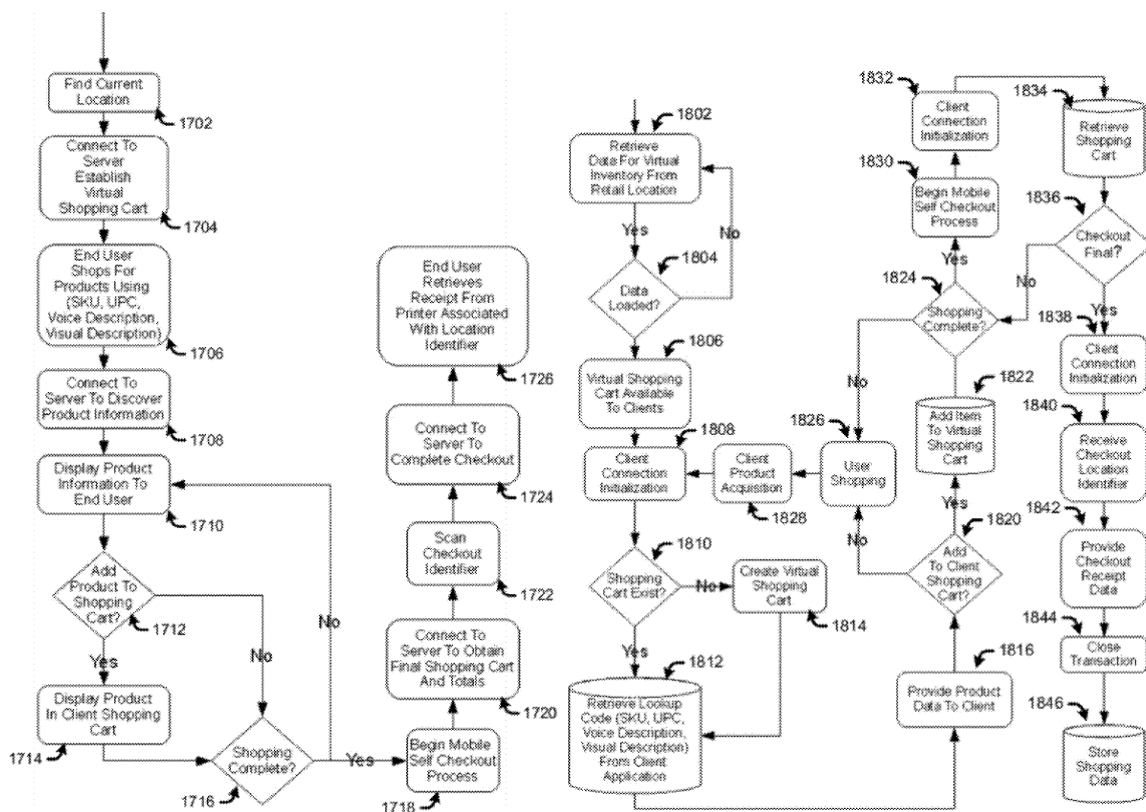 Find Current
Location
1702
Connect To
Server
Establish
Virtual
Shopping Cart
1704
End User
Shops For
Products Using
(SKU, UPC,
Voice Description,
Visual Description)
1706
Connect To
Server To Discover
Product Information
1708
Display Product
Information To
End User
1710
Add
Product To
Shopping
Cart?
1712
Yes
No
Display Product
In Client Shopping
Cart
1714
Shopping
Complete?
1716
Yes
No
Begin Mobile
Self Checkout
Process
1718
Connect To
Server To Obtain
Final Shopping Cart
And Totals
1720
Scan
Checkout
Identifier
1722
Connect To
Server To
Complete Checkout
1724
End User
Retrieves
Receipt From
Printer Associated
With Location
Identifier
1726
1802
Retrieve
Data For Virtual
Inventory From
Retail Location
Yes
No
1804
Data
Loaded?
1806
Virtual Shopping
Cart Available
To Clients
1808
Client
Connection
Initialization
1810
Shopping
Cart Exist?
No
Yes
Create Virtual
Shopping
Cart
1814
1812
Retrieve Lookup
Code (SKU, UPC,
Voice Description,
Visual Description)
From Client
Application
1816
Provide Product
Data To Client
1820
Add
To Client
Shopping
Cart?
No
Yes
1822
Add Item
To Virtual
Shopping
Cart
1824
Shopping
Complete?
No
Yes
1826
User
Shopping
Client
Product
Acquisition
1828
1830
Begin Mobile
Self Checkout
Process
1832
Client
Connection
Initialization
1834
Retrieve
Shopping
Cart
1836
Checkout
Final?
No
Yes
1838
Client
Connection
Initialization
1840
Receive
Checkout
Location
Identifier
1842
Provide
Checkout
Receipt
Data
1844
Close
Transaction
1846
Store
Shopping
Data